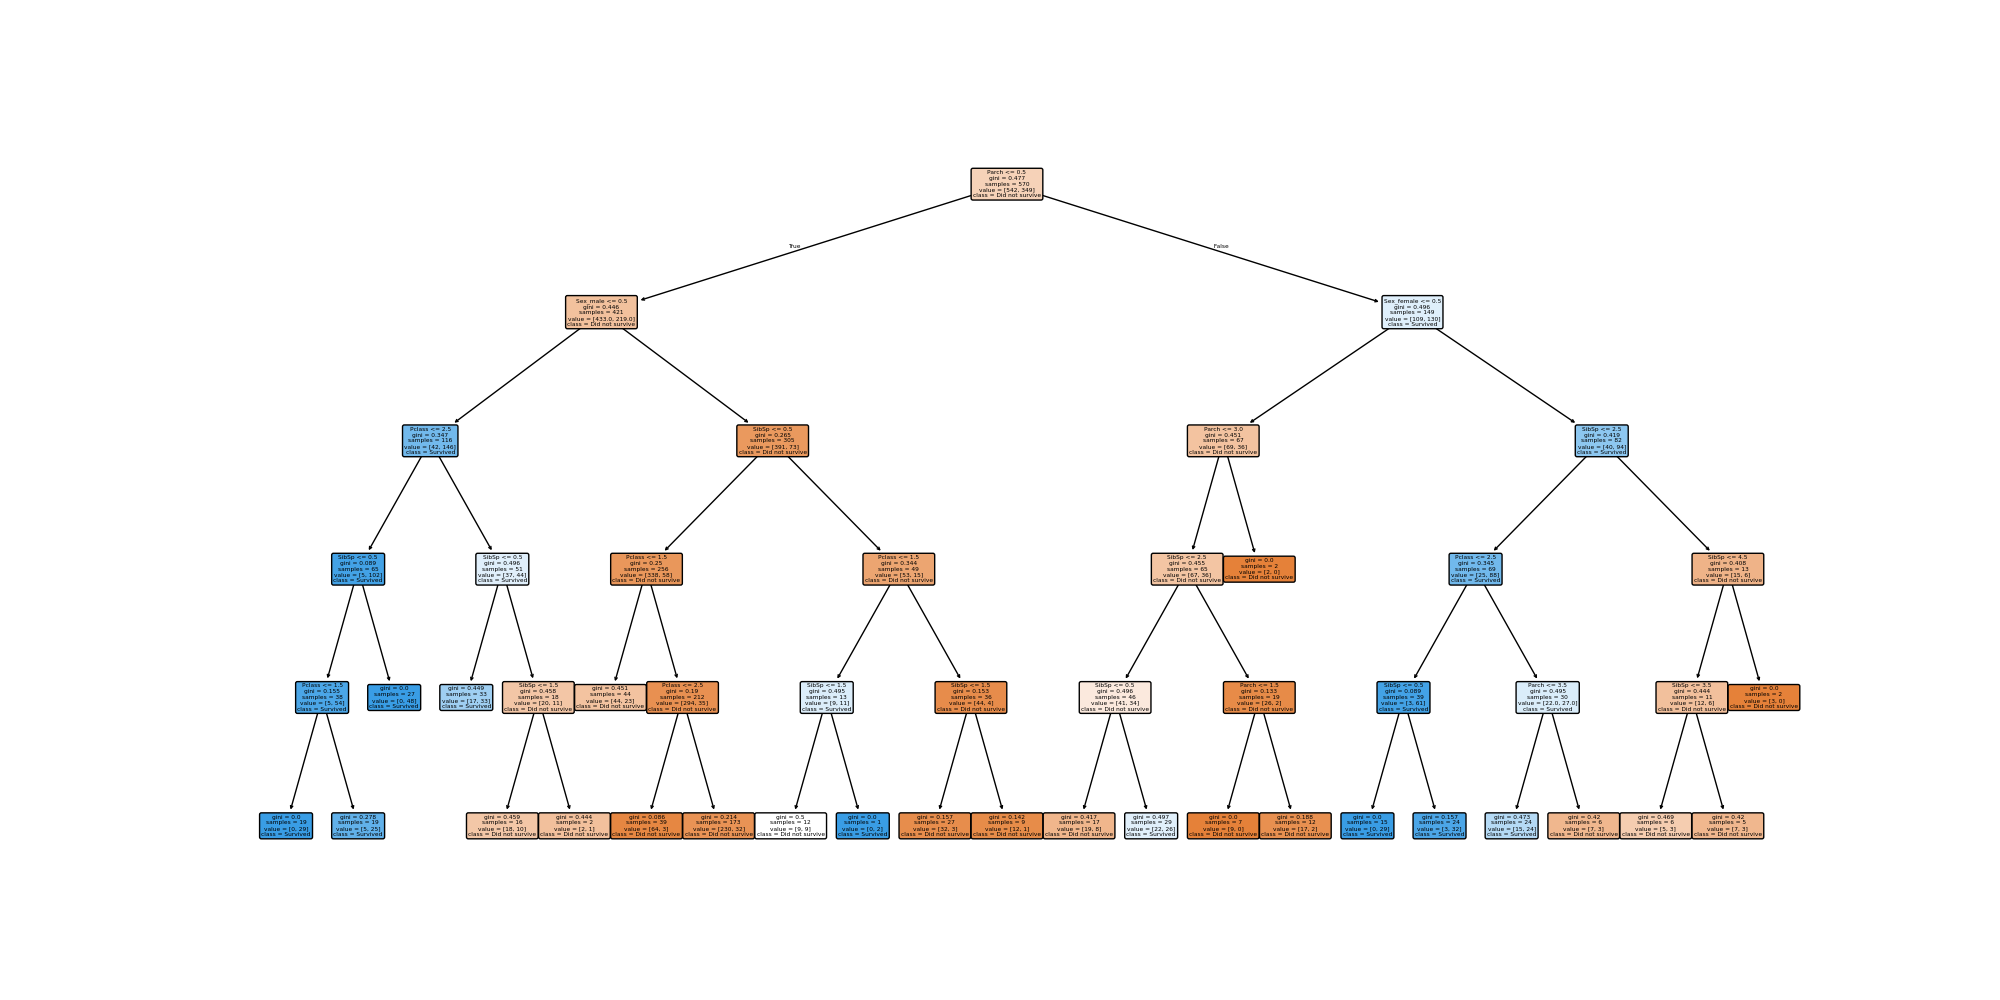 Parch <= 0.5
gini = 0.477
samples = 570
value = [542, 349]
class = Did not survive
True
False
Sex_male <= 0.5
gini = 0.446
samples = 421
value = [433.0, 219.0]
class = Did not survive
Sex_female <= 0.5
gini = 0.496
samples = 149
value = [109, 130]
class = Survived
Pclass <= 2.5
gini = 0.347
samples = 116
value = [42, 146]
class = Survived
SibSp <= 0.5
gini = 0.265
samples = 305
value = [391, 73]
class = Did not survive
Parch <= 3.0
gini = 0.451
samples = 67
value = [69, 36]
class = Did not survive
SibSp <= 2.5
gini = 0.419
samples = 82
value = [40, 94]
class = Survived
SibSp <= 0.5
gini = 0.089
samples = 65
value = [5, 102]
class = Survived
SibSp <= 0.5
gini = 0.496
samples = 51
value = [37, 44]
class = Survived
Pclass <= 1.5
gini = 0.25
samples = 256
value = [338, 58]
class = Did not survive
Pclass <= 1.5
gini = 0.344
samples = 49
value = [53, 15]
class = Did not survive
SibSp <= 2.5
gini = 0.455
samples = 65
value = [67, 36]
class = Did not survive
gini = 0.0
samples = 2
value = [2, 0]
class = Did not survive
Pclass <= 2.5
gini = 0.345
samples = 69
value = [25, 88]
class = Survived
SibSp <= 4.5
gini = 0.408
samples = 13
value = [15, 6]
class = Did not survive
Pclass <= 1.5
gini = 0.155
samples = 38
value = [5, 54]
class = Survived
gini = 0.0
samples = 27
value = [0, 48]
class = Survived
gini = 0.449
samples = 33
value = [17, 33]
class = Survived
SibSp <= 1.5
gini = 0.458
samples = 18
value = [20, 11]
class = Did not survive
gini = 0.451
samples = 44
value = [44, 23]
class = Did not survive
Pclass <= 2.5
gini = 0.19
samples = 212
value = [294, 35]
class = Did not survive
SibSp <= 1.5
gini = 0.495
samples = 13
value = [9, 11]
class = Survived
SibSp <= 1.5
gini = 0.153
samples = 36
value = [44, 4]
class = Did not survive
SibSp <= 0.5
gini = 0.496
samples = 46
value = [41, 34]
class = Did not survive
Parch <= 1.5
gini = 0.133
samples = 19
value = [26, 2]
class = Did not survive
SibSp <= 0.5
gini = 0.089
samples = 39
value = [3, 61]
class = Survived
Parch <= 3.5
gini = 0.495
samples = 30
value = [22.0, 27.0]
class = Survived
SibSp <= 3.5
gini = 0.444
samples = 11
value = [12, 6]
class = Did not survive
gini = 0.0
samples = 2
value = [3, 0]
class = Did not survive
gini = 0.0
samples = 19
value = [0, 29]
class = Survived
gini = 0.278
samples = 19
value = [5, 25]
class = Survived
gini = 0.459
samples = 16
value = [18, 10]
class = Did not survive
gini = 0.444
samples = 2
value = [2, 1]
class = Did not survive
gini = 0.086
samples = 39
value = [64, 3]
class = Did not survive
gini = 0.214
samples = 173
value = [230, 32]
class = Did not survive
gini = 0.5
samples = 12
value = [9, 9]
class = Did not survive
gini = 0.0
samples = 1
value = [0, 2]
class = Survived
gini = 0.157
samples = 27
value = [32, 3]
class = Did not survive
gini = 0.142
samples = 9
value = [12, 1]
class = Did not survive
gini = 0.417
samples = 17
value = [19, 8]
class = Did not survive
gini = 0.497
samples = 29
value = [22, 26]
class = Survived
gini = 0.0
samples = 7
value = [9, 0]
class = Did not survive
gini = 0.188
samples = 12
value = [17, 2]
class = Did not survive
gini = 0.0
samples = 15
value = [0, 29]
class = Survived
gini = 0.157
samples = 24
value = [3, 32]
class = Survived
gini = 0.473
samples = 24
value = [15, 24]
class = Survived
gini = 0.42
samples = 6
value = [7, 3]
class = Did not survive
gini = 0.469
samples = 6
value = [5, 3]
class = Did not survive
gini = 0.42
samples = 5
value = [7, 3]
class = Did not survive